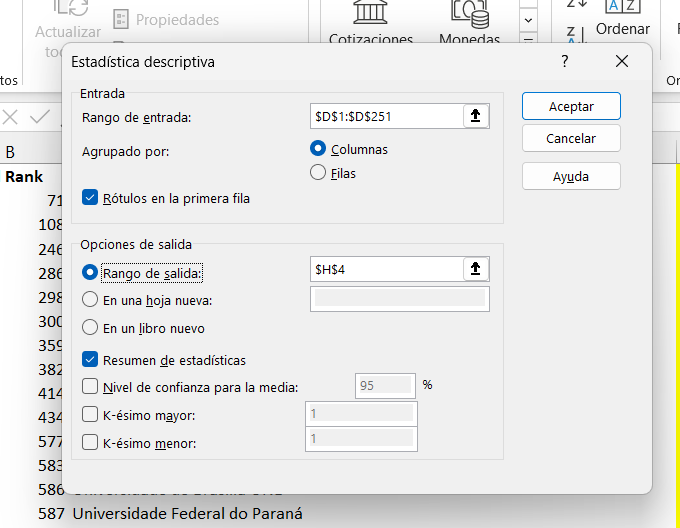 Actualizar
Propiedades
Cotizaciones
Monedas
Ordenar
tos
Estadística descriptiva
?
Entrada
Rango de entrada:
$D$1:$D$251
Aceptar
Cancelar
Agrupado por:
Columnas
Filas
Ayuda
Rótulos en la primera fila
Opciones de salida
Rango de salida:
$H$4
En una hoja nueva:
En un libro nuevo
Resumen de estadísticas
Nivel de confianza para la media:
95
%
K-ésimo mayor:
1
K-ésimo menor:
1
B
Rank
71
108
246
286
298
300
359
382
414
434
577
583
586
587 Universidade Federal do Paraná